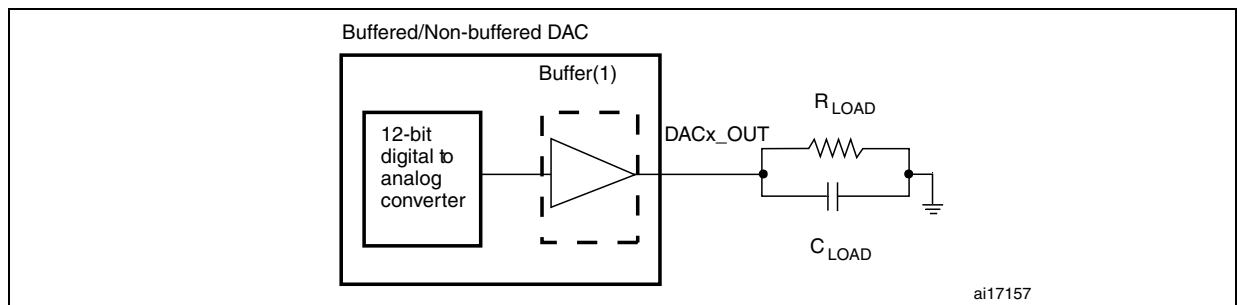 Buffered/Non-buffered DAC
Buffer(1)
12-bit
digital to
analog
converter
DACx_OUT
R LOAD
C LOAD
ai17157